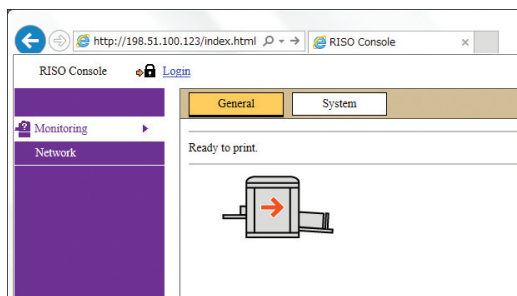 http://198.51.100.123/index.html
RISO Console
RISO Console
Login
General
System
Monitoring
Network
Ready to print.